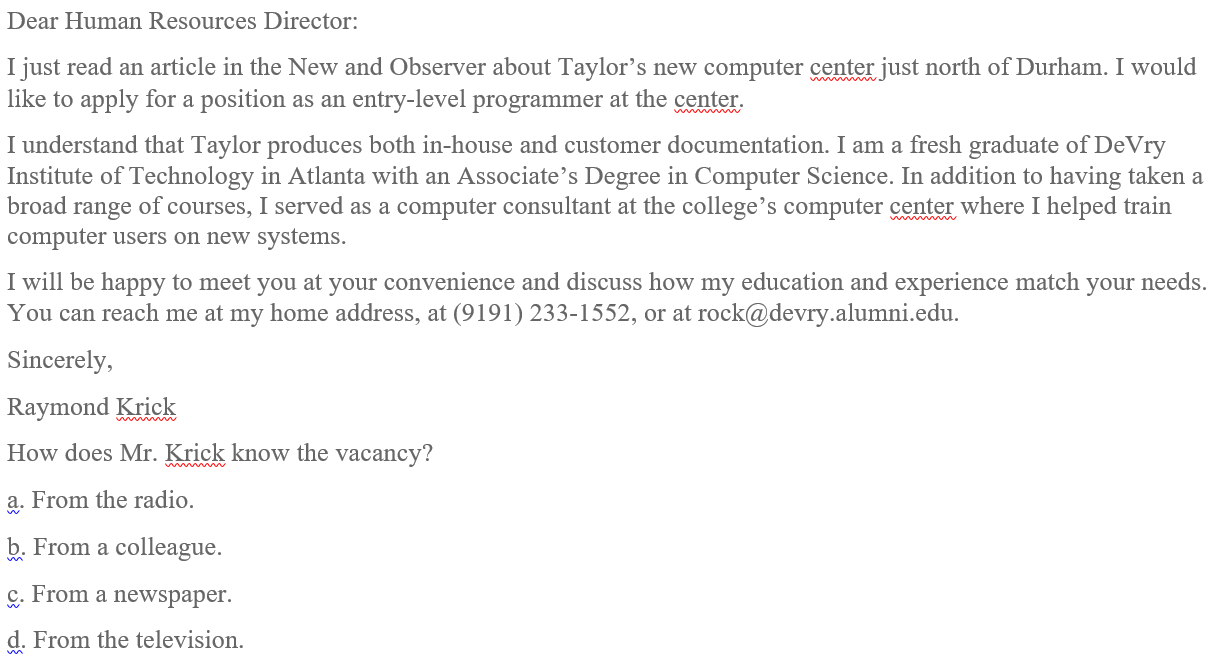 Dear Human Resources Director:
I just read an article in the New and Observer about Taylor’s new computer center just north of Durham. I would
like to apply for a position as an entry-level programmer at the center.
I understand that Taylor produces both in-house and customer documentation. I am a fresh graduate of DeVry
Institute of Technology in Atlanta with an Associate’s Degree in Computer Science. In addition to having taken a
broad range of courses, I served as a computer consultant at the college’s computer center where I helped train
computer users on new systems.
I will be happy to meet you at your convenience and discuss how my education and experience match your needs.
You can reach me at my home address, at (9191) 233-1552, or at rock@devry.alumni.edu.
Sincerely,
Raymond Krick
How does Mr. Krick know the vacancy?
a. From the radio.
b. From a colleague.
c. From a newspaper.
d. From the television.